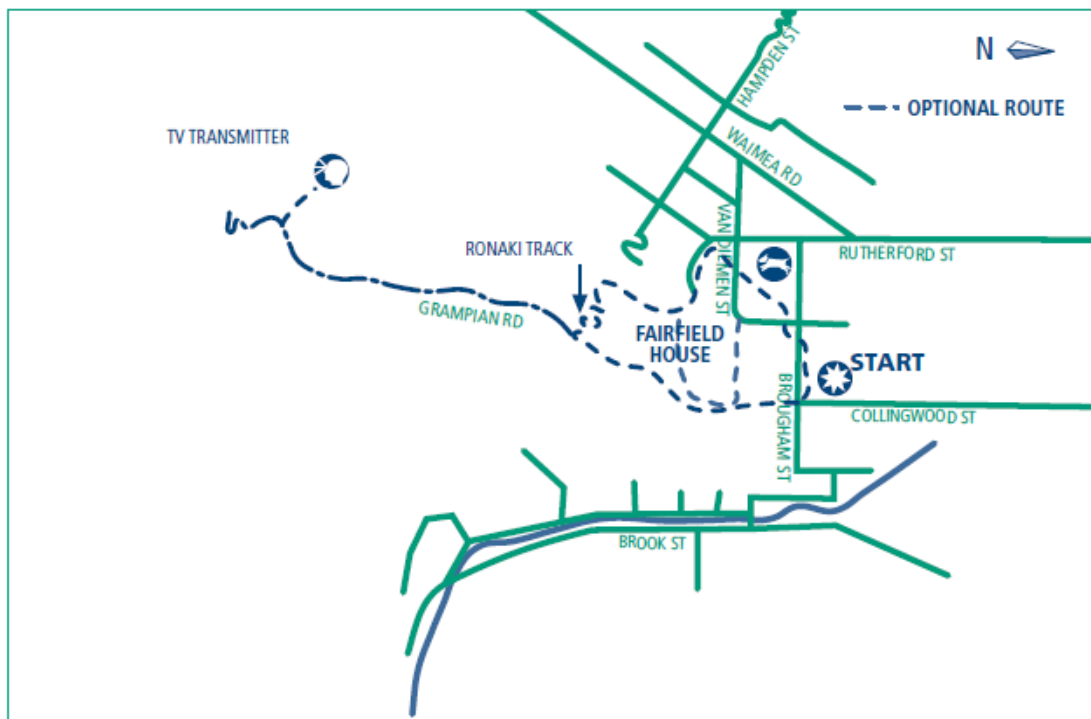 HAMPDEN ST
N
OPTIONAL ROUTE
TV TRANSMITTER
WAIMEA RD
VAN DIEMEN ST
RONAKI TRACK
RUTHERFORD ST
GRAMPIAN RD
FAIRFIELD
HOUSE
START
BROUGHAM ST
COLLINGWOOD ST
BROOK ST